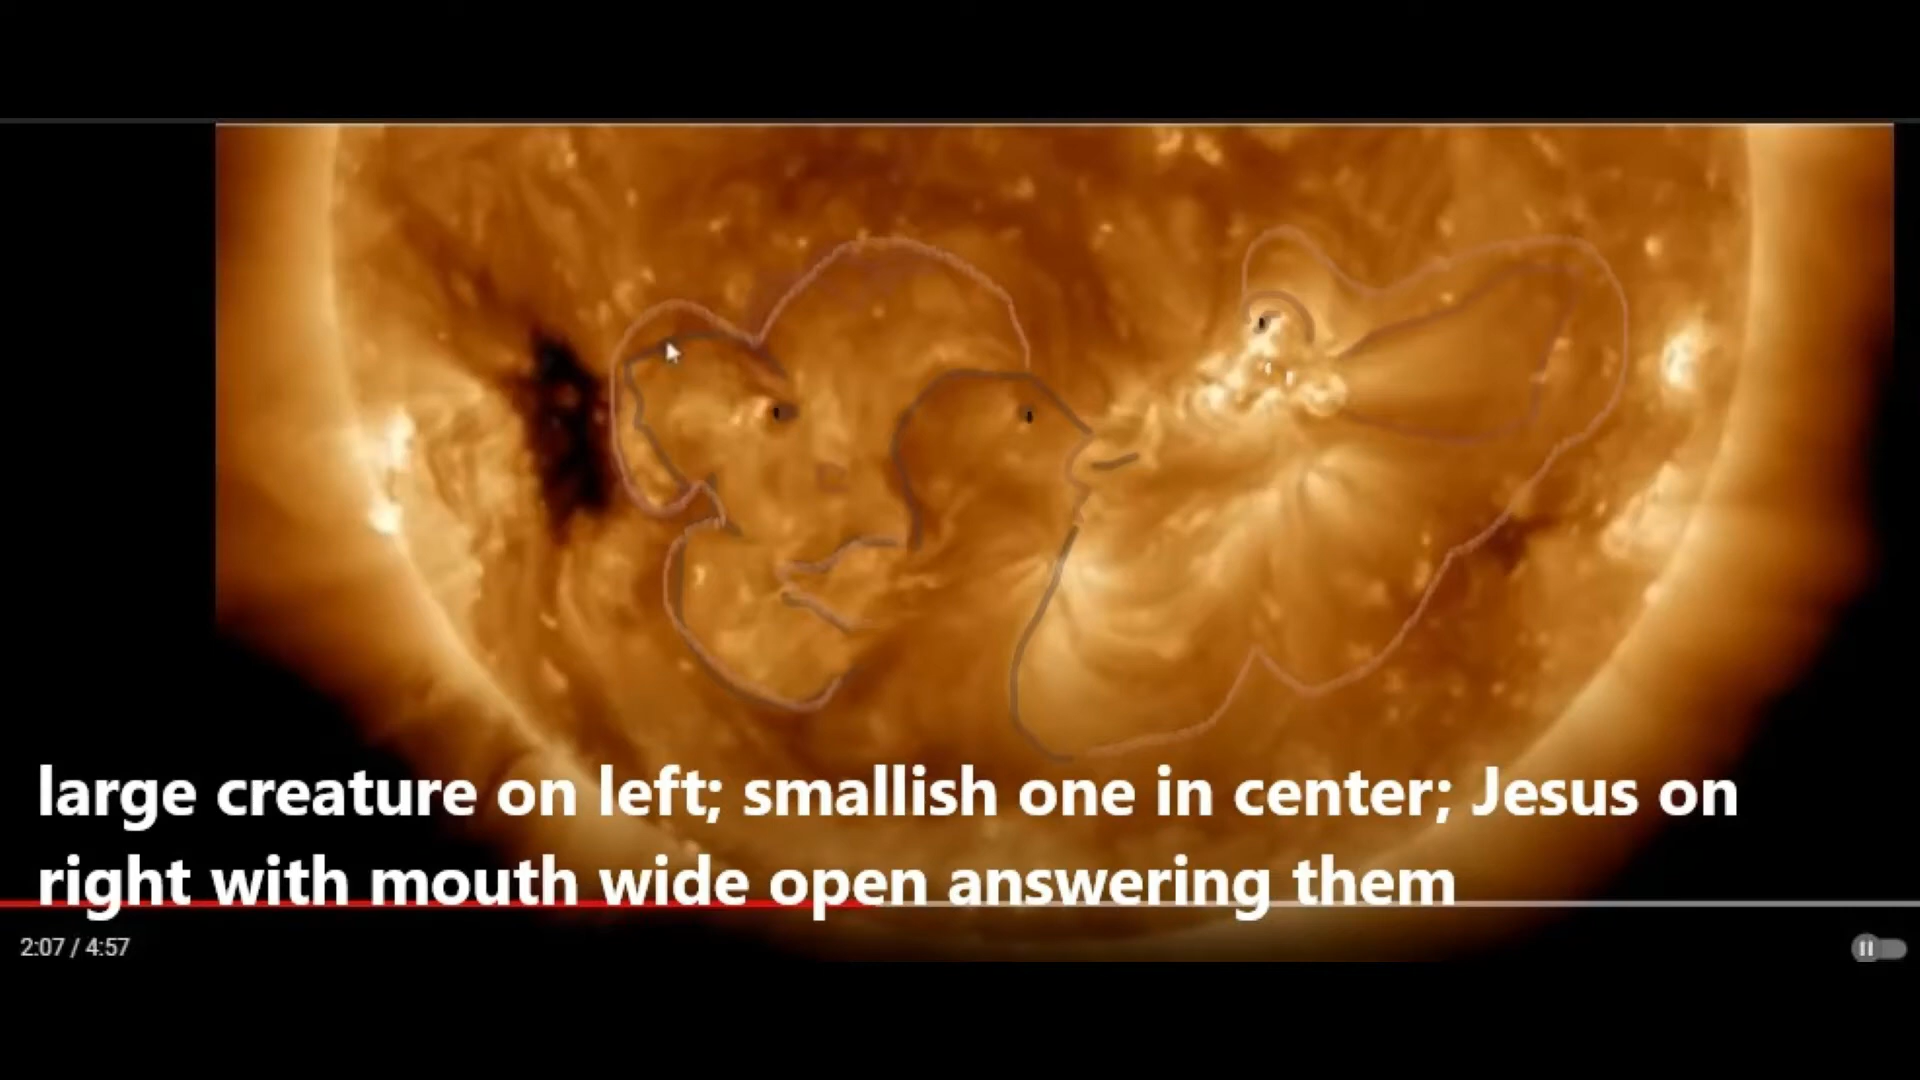 large creature on left; smallish one in center; Jesus on
right with mouth wide open answering them
2:07 / 4:57